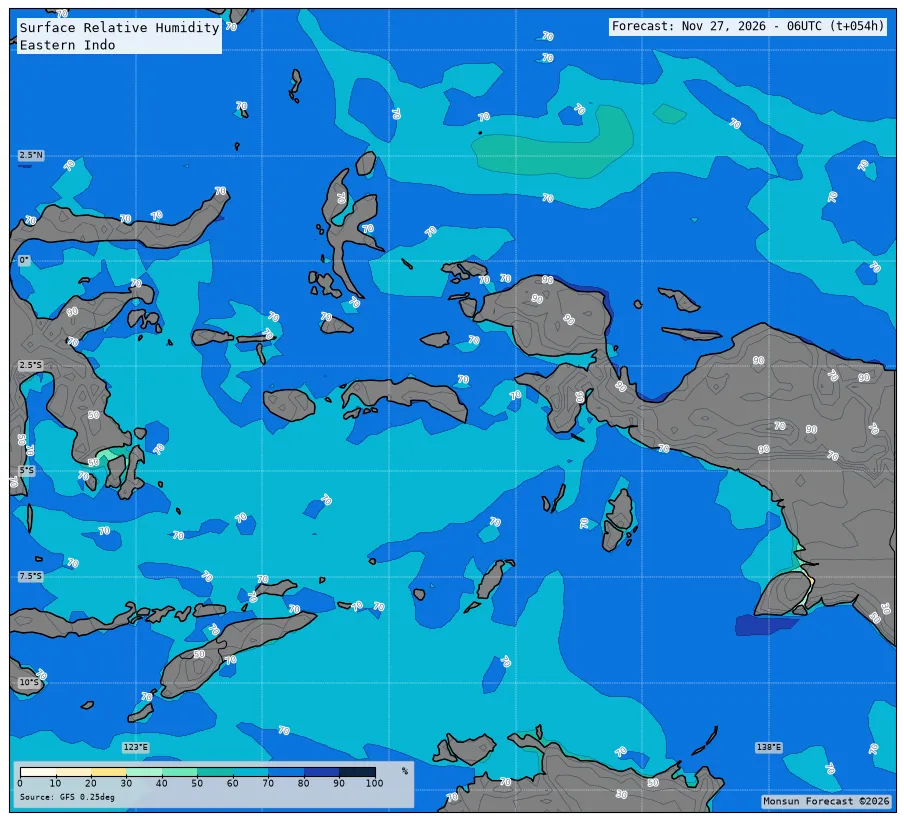 Surface Relative Humidity
Eastern Indo
Forecast: Nov 27, 2026 - 06UTC (t+054h)
2.5°N
0°
2.5°S
5°S
7.5°S
10°S
123°E
138°E
0 10 20 30 40 50 60 70 80 90 100 %
Source: GFS 0.25deg
Monsun Forecast ©2026